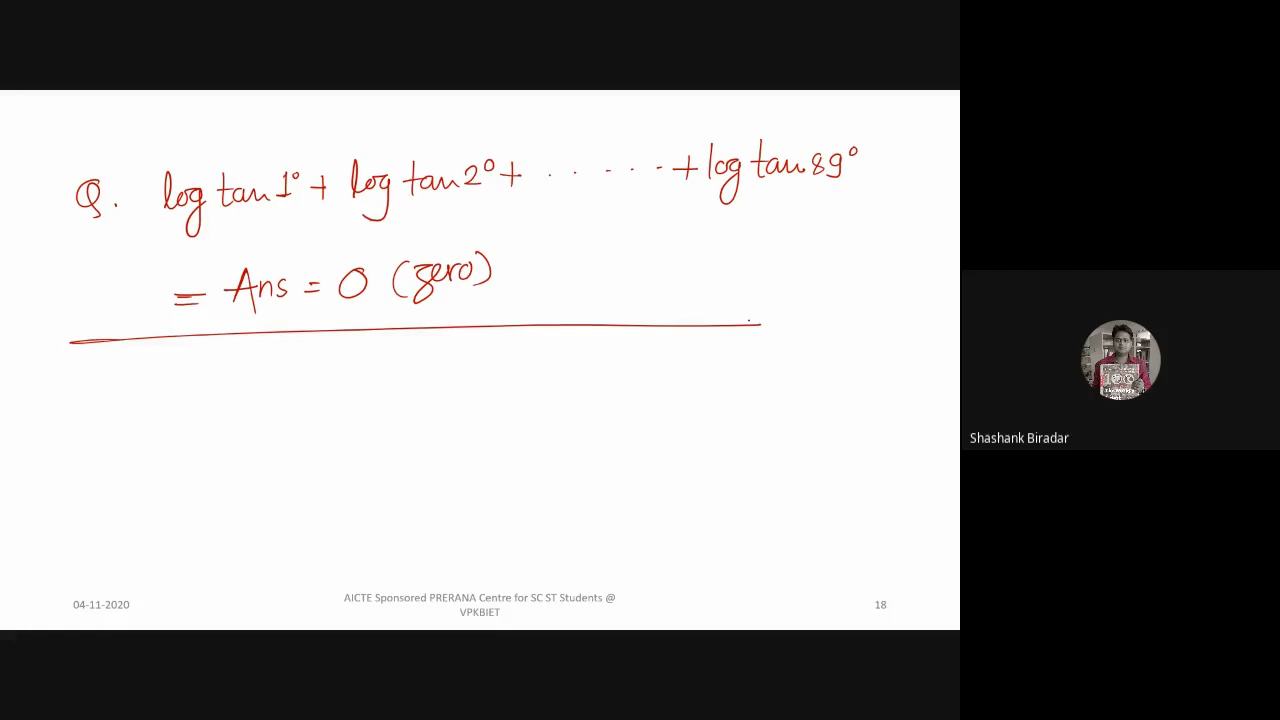 Q. log tan 1° + log tan 2° + ...... + log tan 89°
= Ans = 0 (zero)
Shashank Biradar
04-11-2020
AICTE Sponsored PRERANA Centre for SC ST Students @
VPKBIET
18